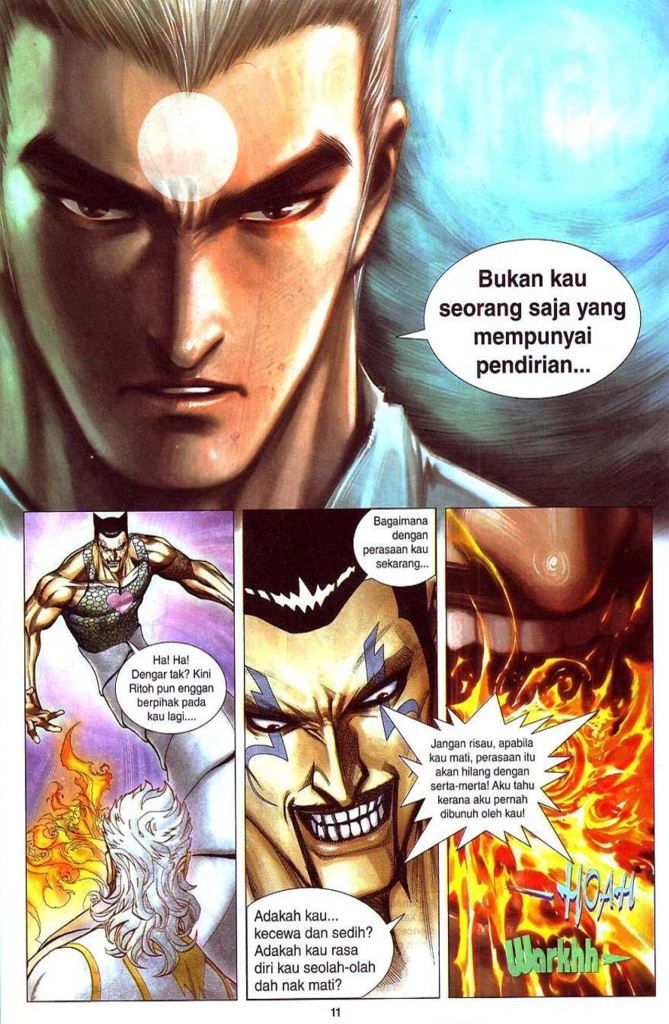 Bukan kau
seorang saja yang
mempunyai
pendirian...
Ha! Ha!
Dengar tak? Kini
Ritoh pun enggan
berpihak pada
kau lagi....
Bagaimana
dengan
perasaan kau
sekarang...
Adakah kau...
kecewa dan sedih?
Adakah kau rasa
diri kau seolah-olah
dah nak mati?
Jangan risau, apabila
kau mati, perasaan itu
akan hilang dengan
serta-merta! Aku tahu
kerana aku pernah
dibunuh oleh kau!
HOAH
Warkhh
11